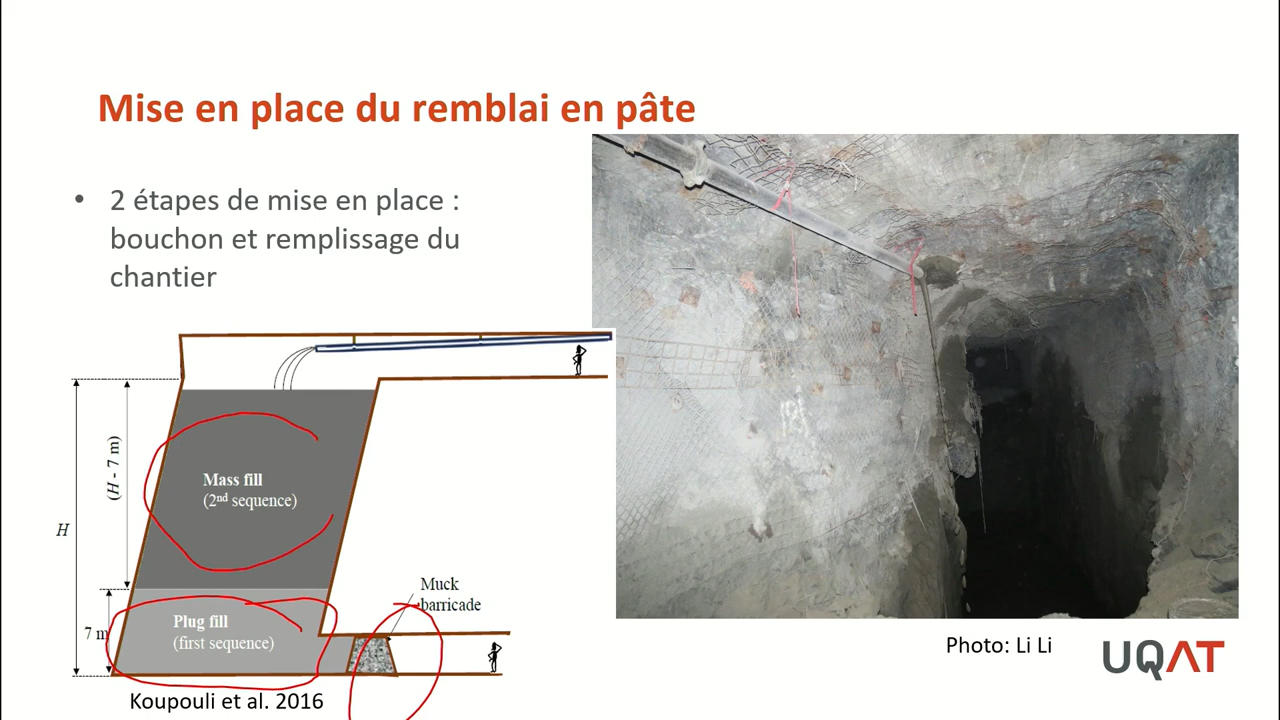 Mise en place du remblai en pâte
• 2 étapes de mise en place :
bouchon et remplissage du
chantier
(H - 7 m)
H
Mass fill
(2nd sequence)
Muck
barricade
Plug fill
(first sequence)
7 m
Koupouli et al. 2016
Photo: Li Li
UQAT